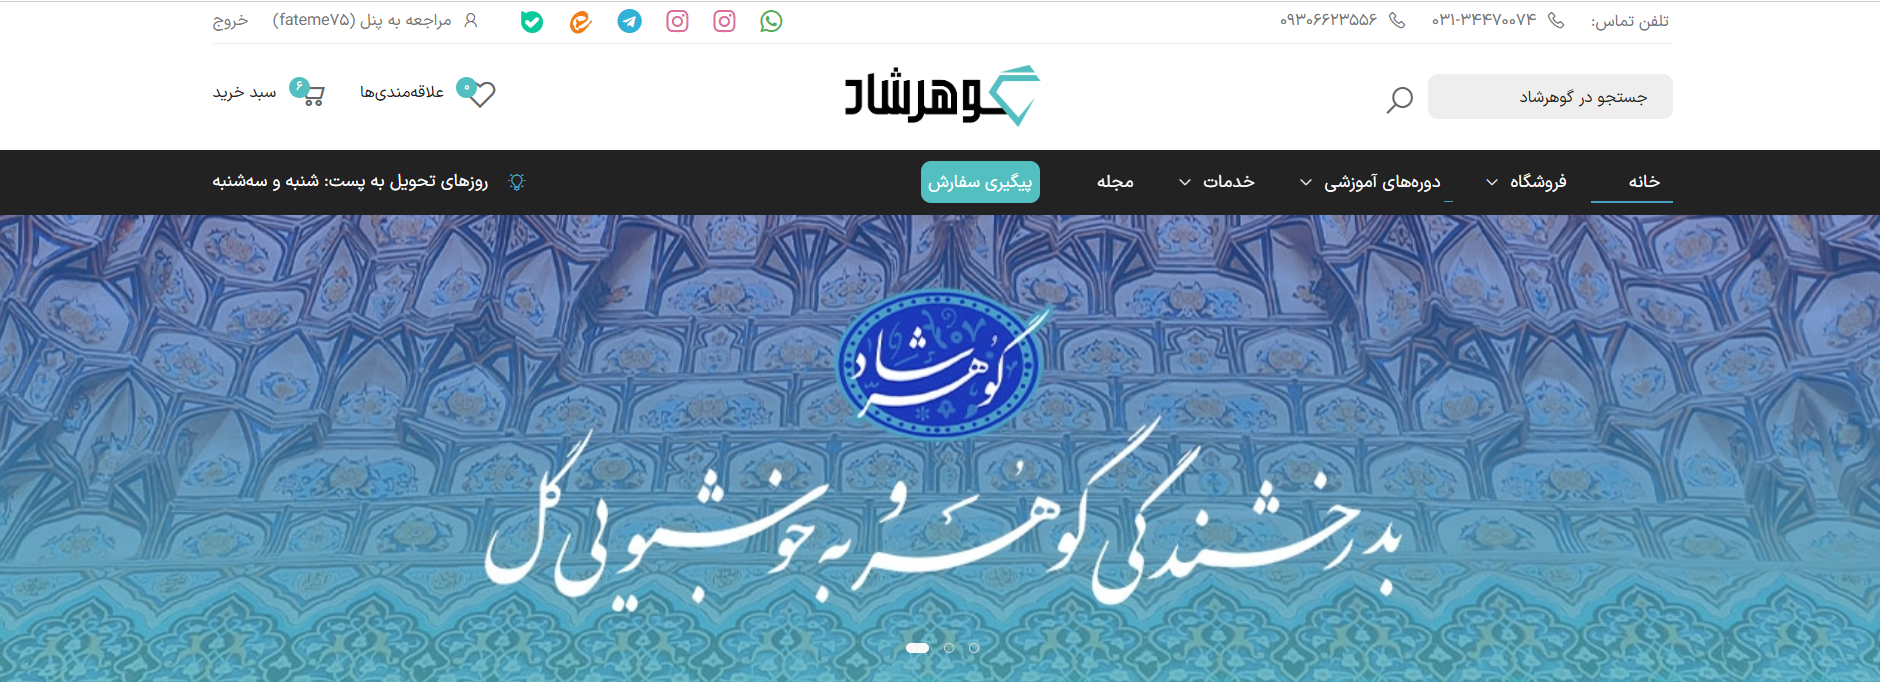 تلفن تماس: ۰۳۱-۳۴۴۷۰۰۷۴ ۰۹۳۰۶۶۲۳۵۵۶ مراجعه به پنل (fateme۷۵) خروج
جستجو در گوهرشاد
گوهرشاد
۰ علاقه‌مندی‌ها ۶ سبد خرید
خانه فروشگاه دوره‌های آموزشی خدمات مجله پیگیری سفارش روزهای تحویل به پست: شنبه و سه‌شنبه
گوهرشاد
بدرخشندگی گوهر و به خوشبویی گل